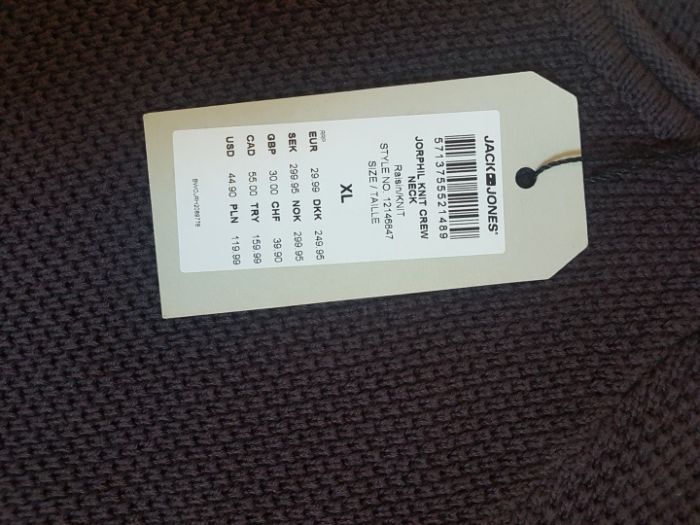 JACK JONES
5713755521489
JORPHIL KNIT CREW
NECK
Raisin/KNIT
STYLE NO. 12146847
SIZE / TAILLE
XL
RRP
EUR 29.99 DKK 249.95
SEK 299.95 NOK 299.95
GBP 30.00 CHF 39.90
CAD 55.00 TRY 159.99
USD 44.90 PLN 119.99